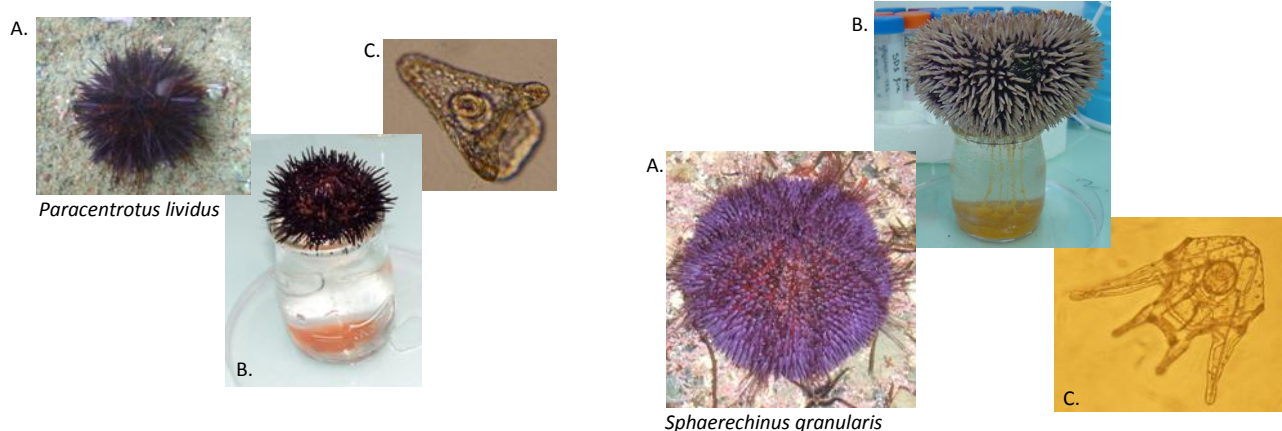 A.
C.
Paracentrotus lividus
B.
B.
A.
C.
Sphaerechinus granularis